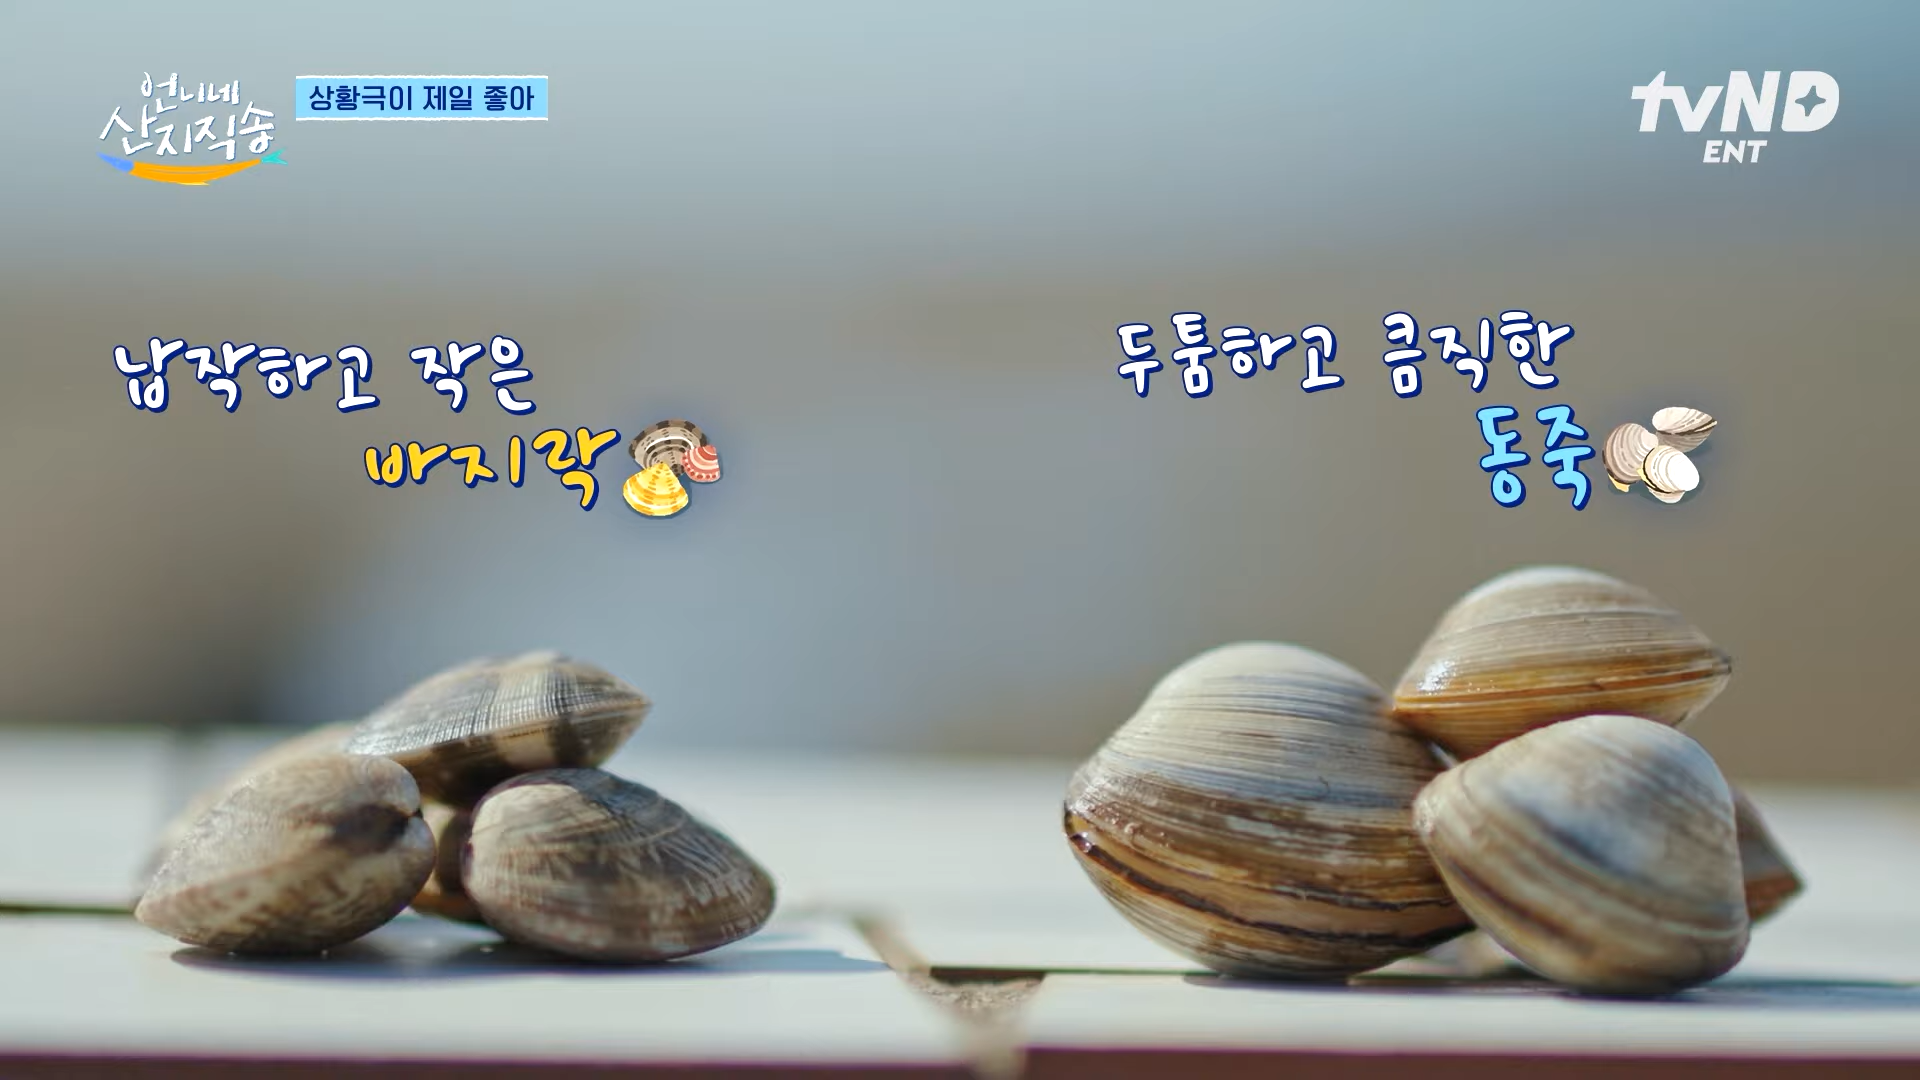 언니네
산지직송
상황극이 제일 좋아
tvND
ENT
납작하고 작은
바지락
두툼하고 큼직한
동죽